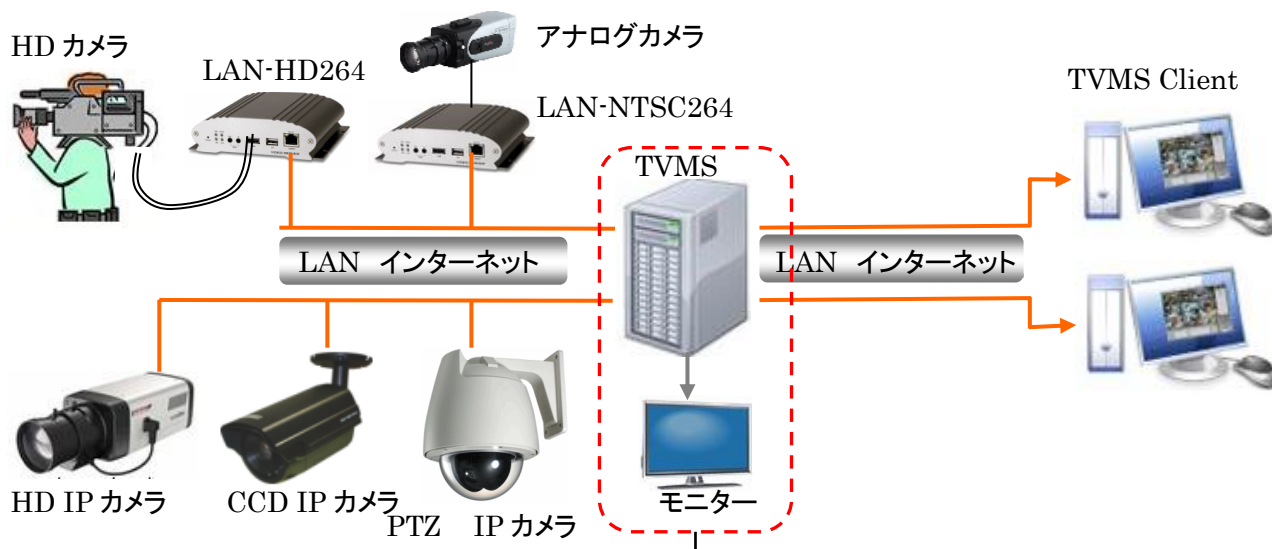 HD カメラ
アナログカメラ
LAN-HD264
LAN-NTSC264
TVMS Client
TVMS
LAN インターネット
LAN インターネット
HD IP カメラ
CCD IP カメラ
PTZ IP カメラ
モニター